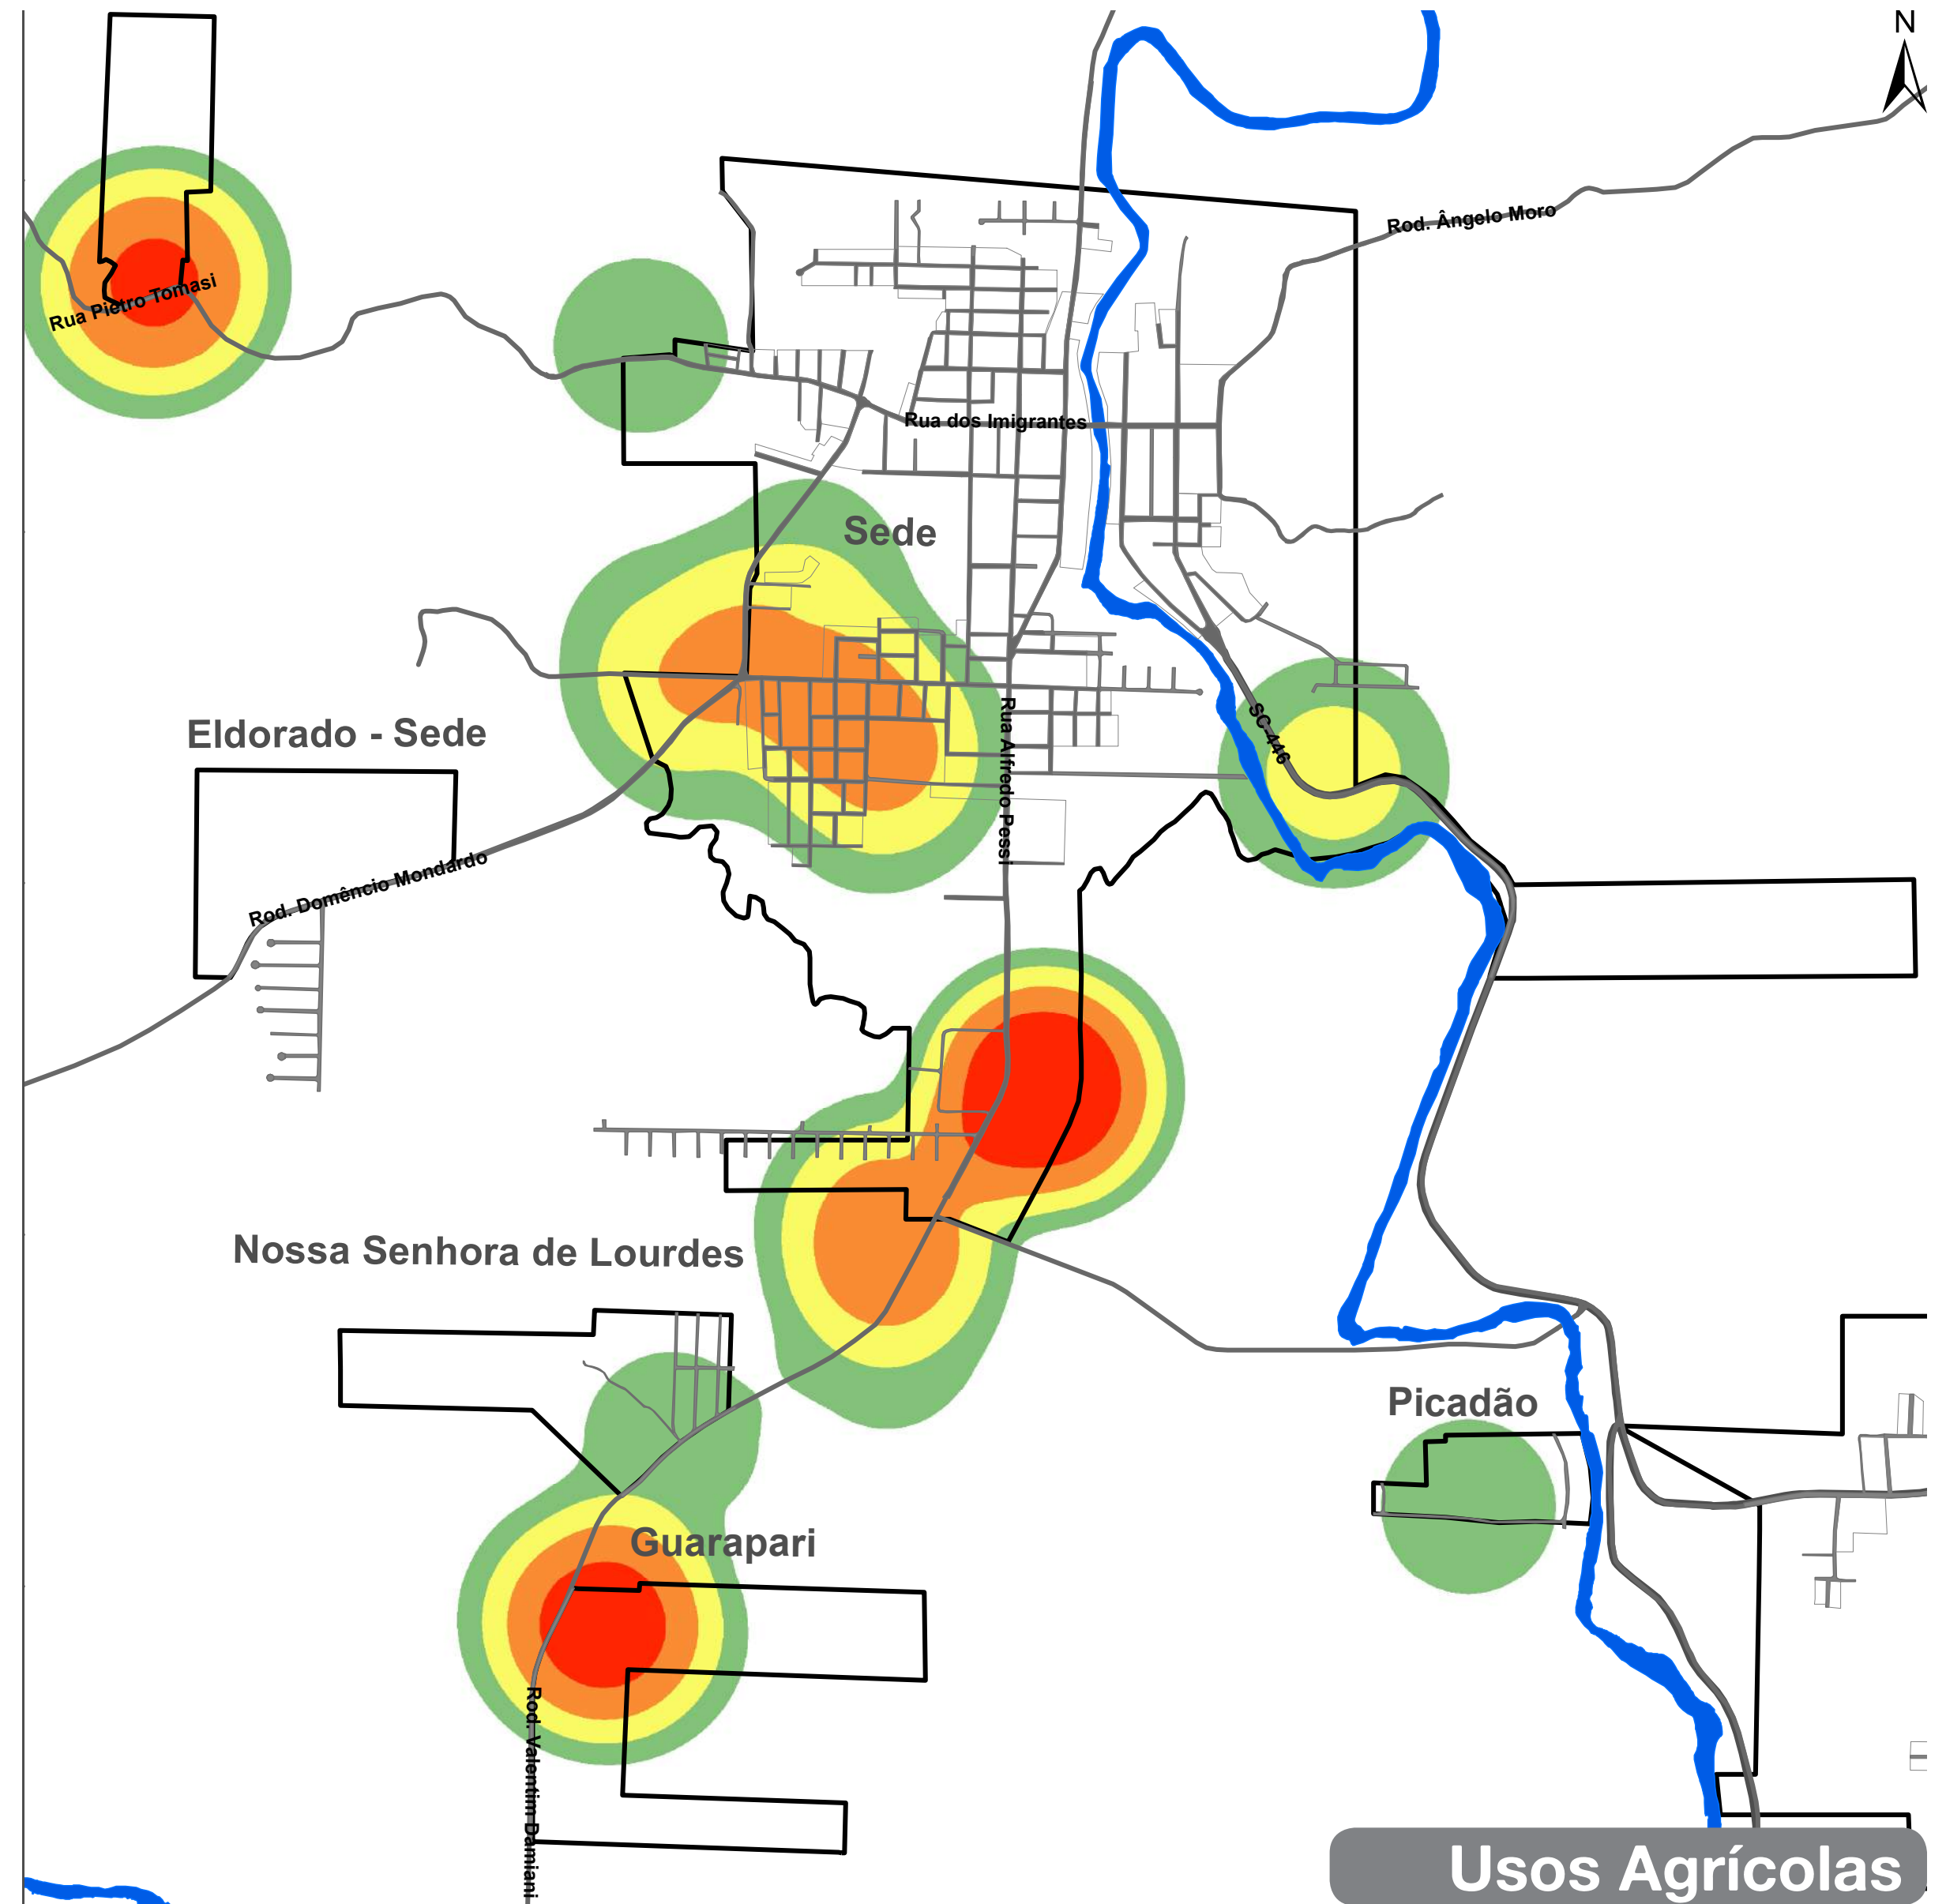 N
Rod. Ângelo Moro
Rua Pietro Tomasi
Rua dos Imigrantes
Sede
Eldorado - Sede
Rua Alfredo Pessi
SC-446
Rod. Domêncio Mondardo
Nossa Senhora de Lourdes
Picadão
Guarapari
Rod. Valentim Damiani
Usos Agrícolas